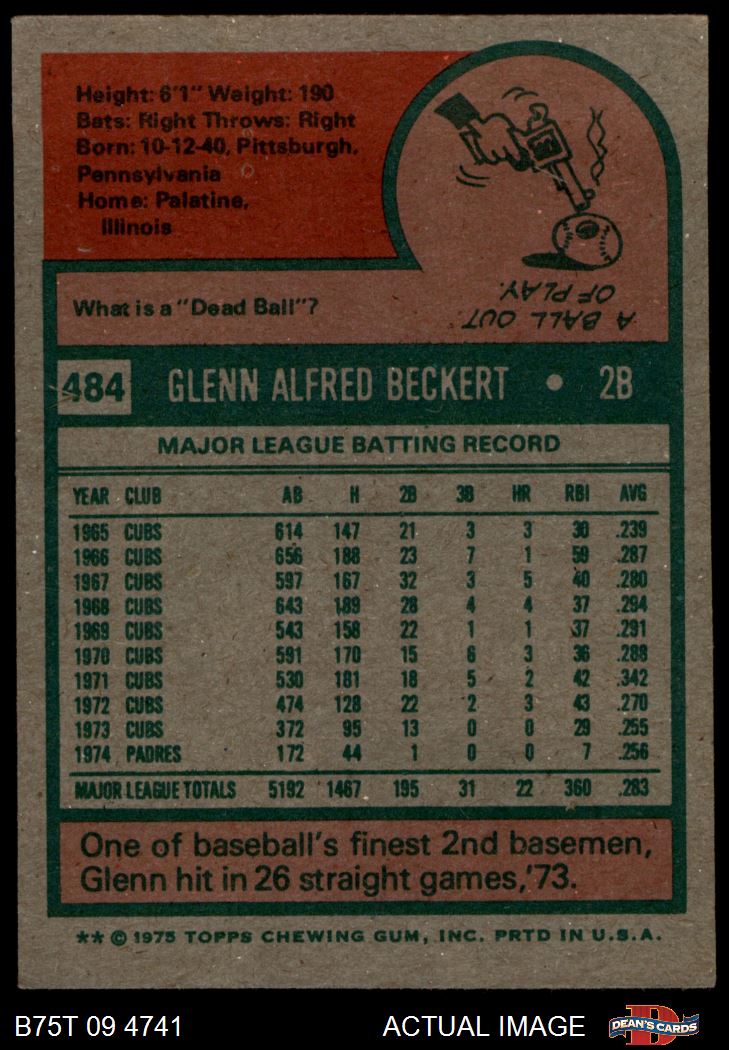 Height: 6'1" Weight: 190
Bats: Right Throws: Right
Born: 10-12-40, Pittsburgh,
Pennsylvania
Home: Palatine,
Illinois
What is a "Dead Ball"?
A BALL OUT
OF PLAY.
484 GLENN ALFRED BECKERT • 2B
MAJOR LEAGUE BATTING RECORD
YEAR CLUB AB H 2B 3B HR RBI AVG
1965 CUBS 614 147 21 3 3 30 .239
1966 CUBS 656 188 23 7 1 59 .287
1967 CUBS 597 167 32 3 5 40 .280
1968 CUBS 643 189 28 4 4 37 .294
1969 CUBS 543 158 22 1 1 37 .291
1970 CUBS 591 170 15 6 3 36 .288
1971 CUBS 530 181 18 5 2 42 .342
1972 CUBS 474 128 22 2 3 43 .270
1973 CUBS 372 95 13 0 0 29 .255
1974 PADRES 172 44 1 0 0 7 .256
MAJOR LEAGUE TOTALS 5192 1467 195 31 22 360 .283
One of baseball's finest 2nd basemen,
Glenn hit in 26 straight games,'73.
** © 1975 TOPPS CHEWING GUM, INC. PRTD IN U.S.A.
B75T 09 4741 ACTUAL IMAGE DEAN'S CARDS